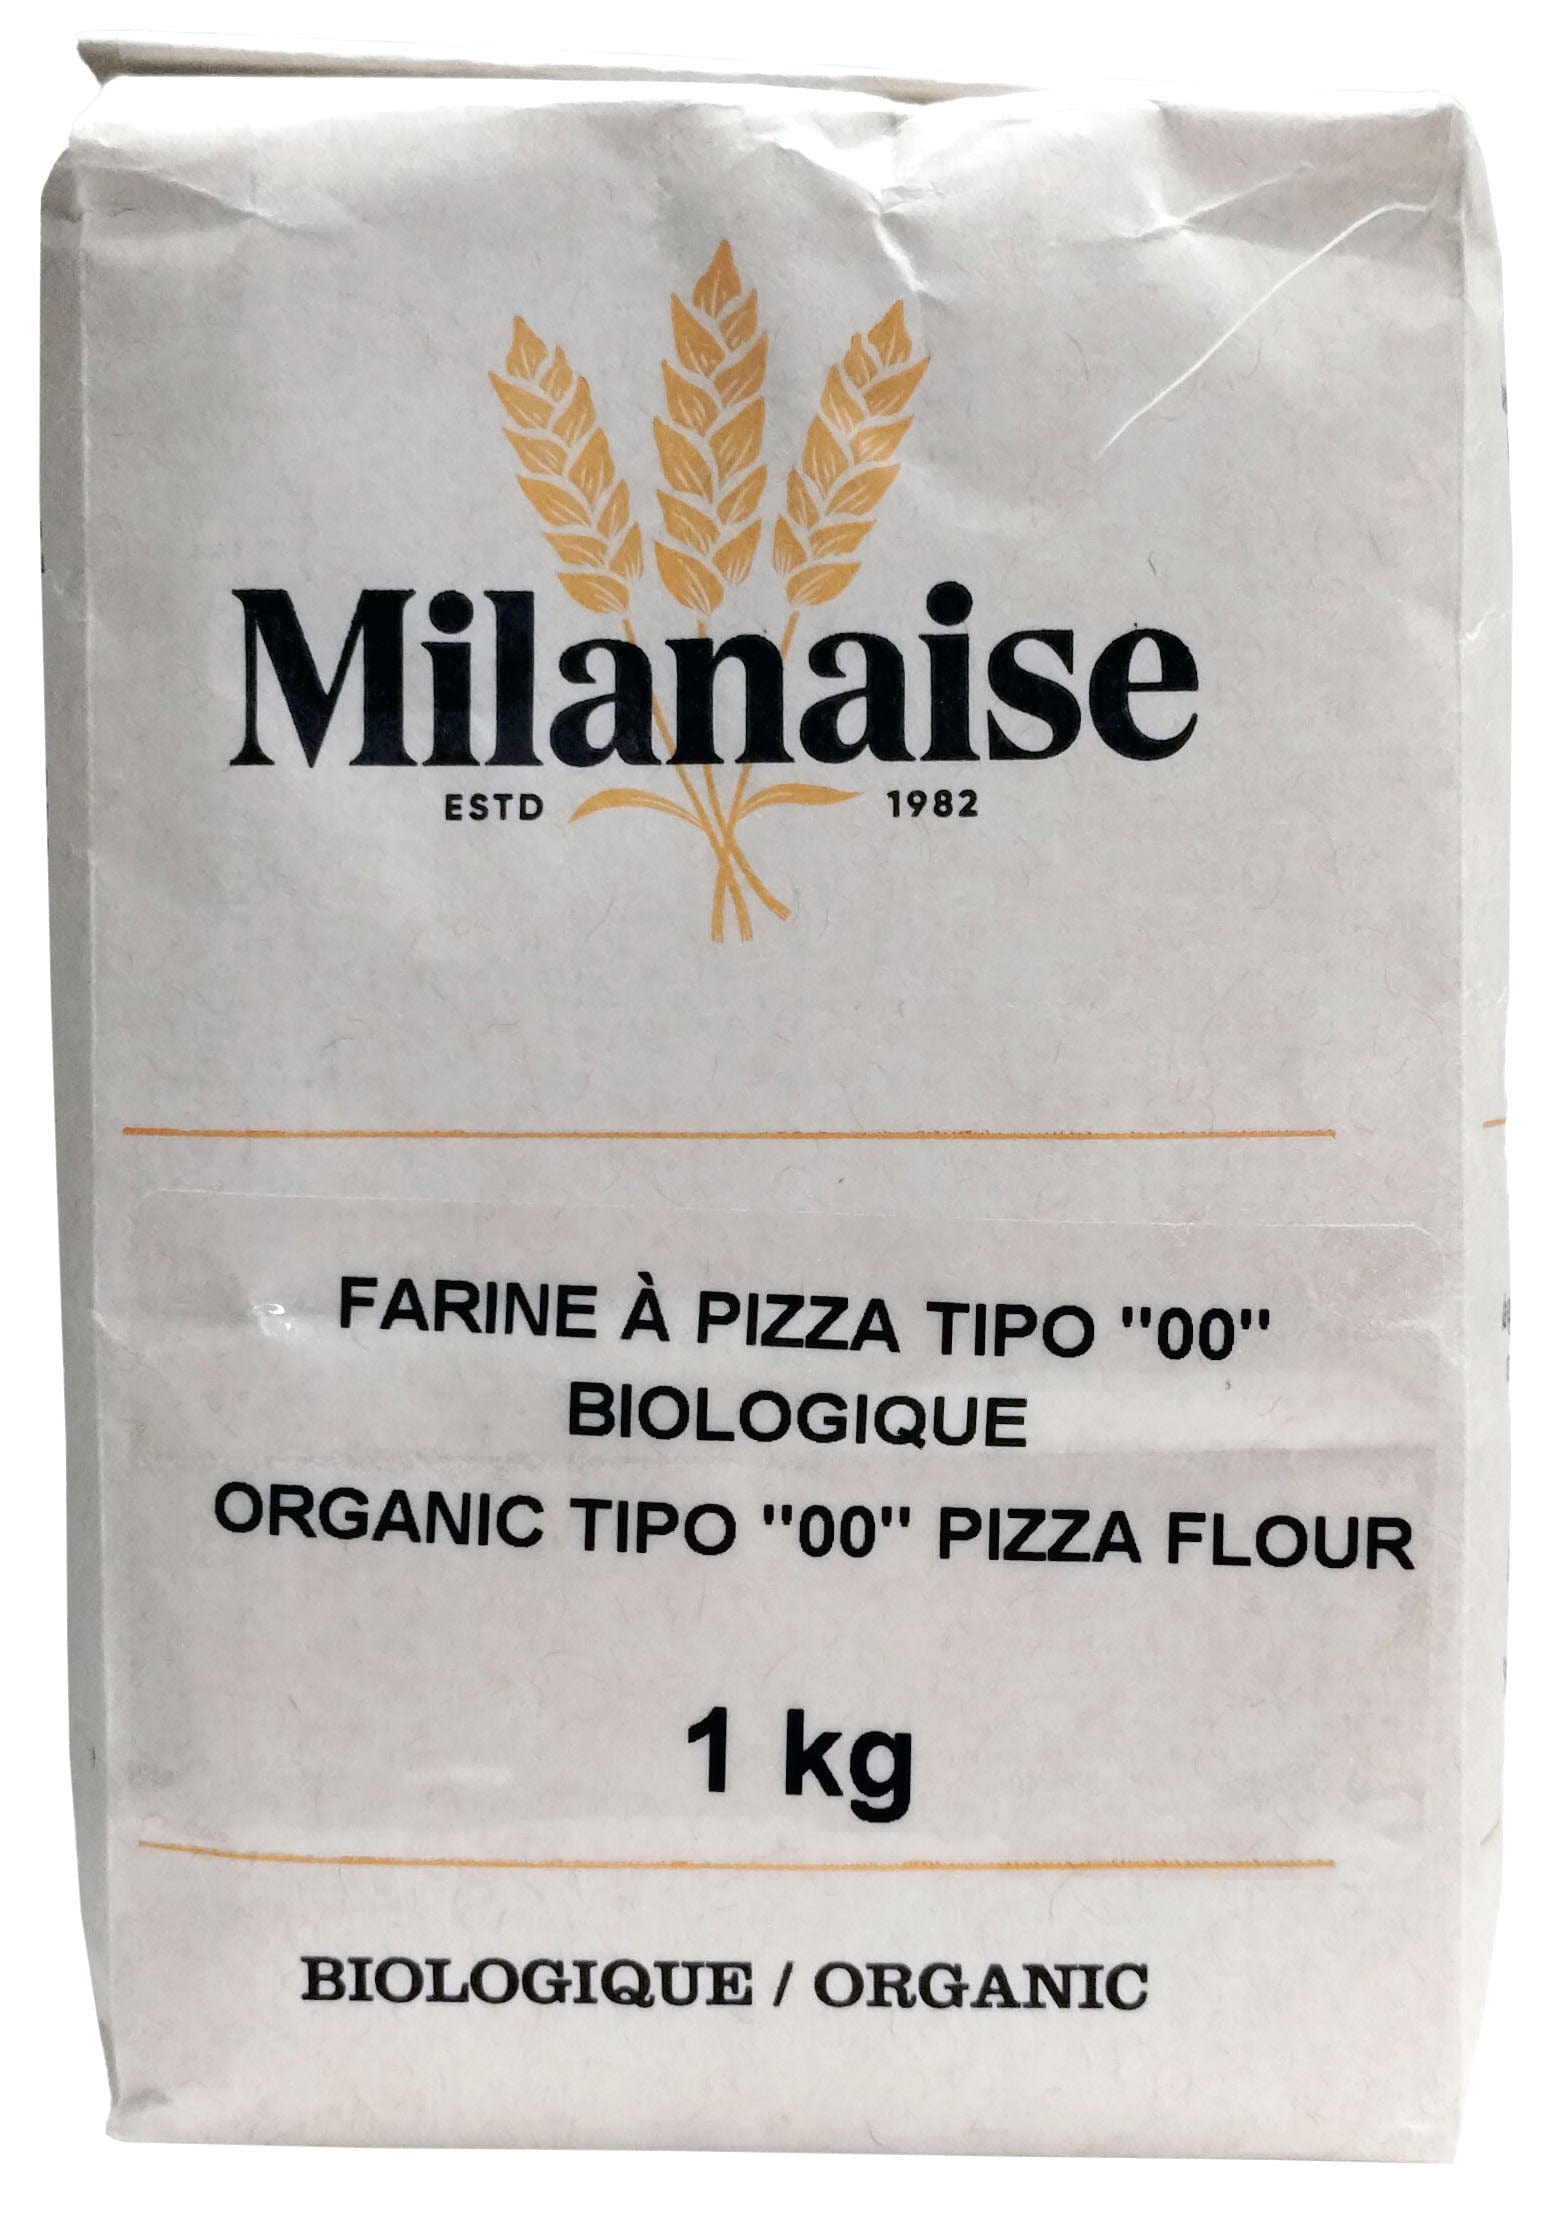 Milanaise
ESTD 1982
FARINE À PIZZA TIPO "00"
BIOLOGIQUE
ORGANIC TIPO "00" PIZZA FLOUR
1 kg
BIOLOGIQUE / ORGANIC